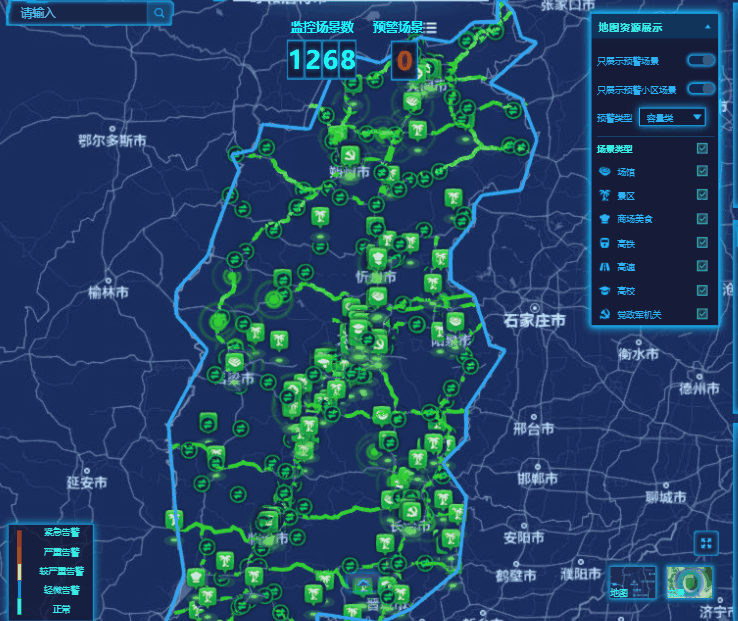 请输入
张家口市
监控场景数
预警场景
1268
0
地图资源展示
只展示预警场景
只展示预警小区场景
预警类型
容量类
场景类型
场馆
景区
商场美食
高铁
高速
高校
党政军机关
鄂尔多斯市
朔州市
忻州市
榆林市
石家庄市
阳泉市
衡水市
吕梁市
德州市
邢台市
延安市
邯郸市
聊城市
长治市
安阳市
鹤壁市
濮阳市
济宁市
紧急告警
严重告警
较严重告警
轻微告警
正常
地图